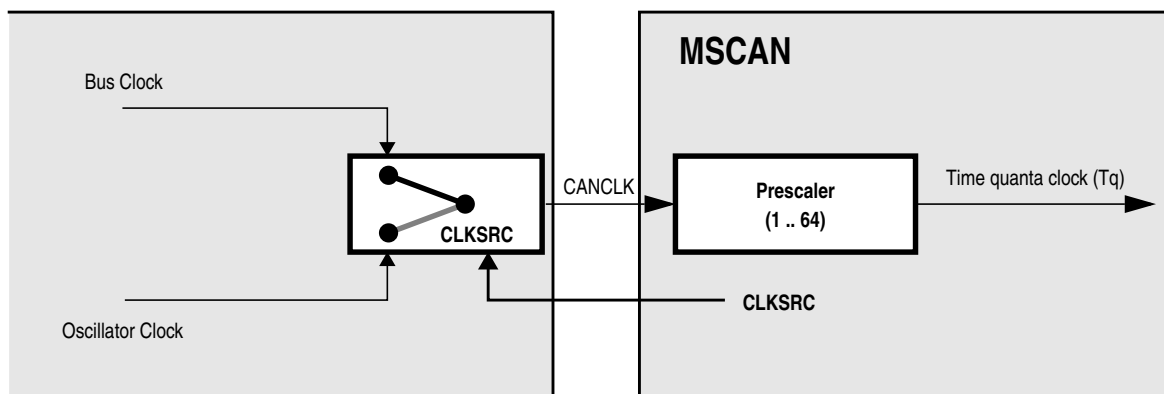 MSCAN
Bus Clock
CANCLK
Prescaler
(1 .. 64)
Time quanta clock (Tq)
CLKSRC
CLKSRC
Oscillator Clock